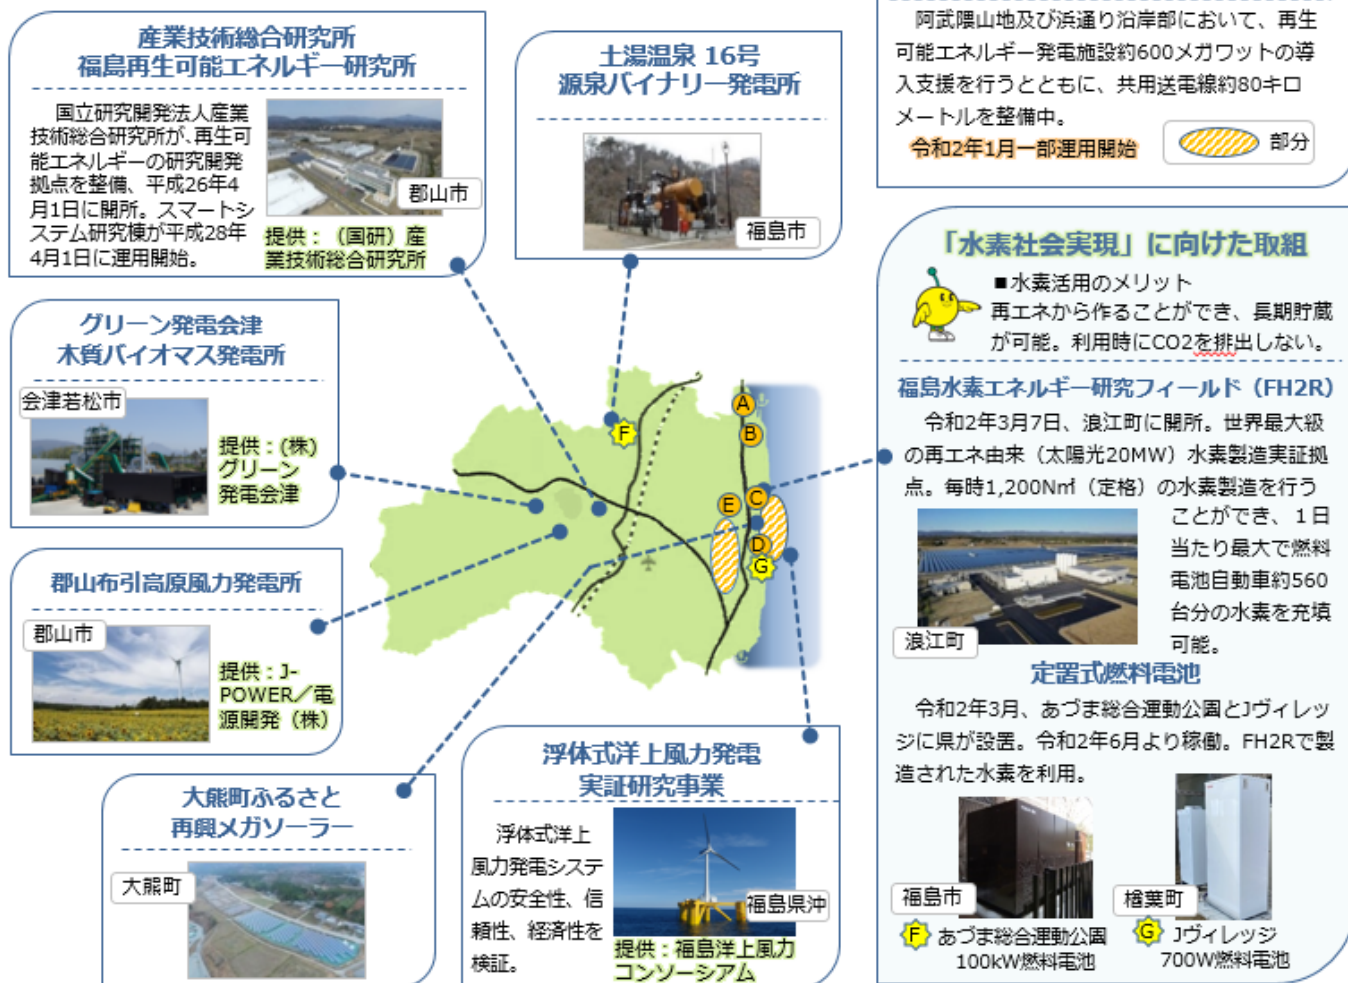 産業技術総合研究所
福島再生可能エネルギー研究所
国立研究開発法人産業
技術総合研究所が、再生可
能エネルギーの研究開発
拠点を整備、平成26年4
月1日に開所。スマートシ
ステム研究棟が平成28年
4月1日に運用開始。
郡山市
提供：（国研）産
業技術総合研究所
土湯温泉 16号
源泉バイナリー発電所
福島市
阿武隈山地及び浜通り沿岸部において、再生
可能エネルギー発電施設約600メガワットの導
入支援を行うとともに、共用送電線約80キロ
メートルを整備中。
令和2年1月一部運用開始
部分
グリーン発電会津
木質バイオマス発電所
会津若松市
提供：(株)
グリーン
発電会津
郡山布引高原風力発電所
郡山市
提供：J-
POWER／電
源開発（株）
大熊町ふるさと
再興メガソーラー
大熊町
浮体式洋上風力発電
実証研究事業
浮体式洋上
風力発電システ
ムの安全性、信
頼性、経済性を
検証。
福島県沖
提供：福島洋上風力
コンソーシアム
A
B
F
C
E
D
G
「水素社会実現」に向けた取組
■水素活用のメリット
再エネから作ることができ、長期貯蔵
が可能。利用時にCO2を排出しない。
福島水素エネルギー研究フィールド（FH2R）
令和2年3月7日、浪江町に開所。世界最大級
の再エネ由来（太陽光20MW）水素製造実証拠
点。毎時1,200N㎥（定格）の水素製造を行う
ことができ、１日
当たり最大で燃料
電池自動車約560
台分の水素を充填
可能。
浪江町
定置式燃料電池
令和2年3月、あづま総合運動公園とJヴィレッ
ジに県が設置。令和2年6月より稼働。FH2Rで製
造された水素を利用。
福島市
F あづま総合運動公園
100kW燃料電池
楢葉町
G Jヴィレッジ
700W燃料電池